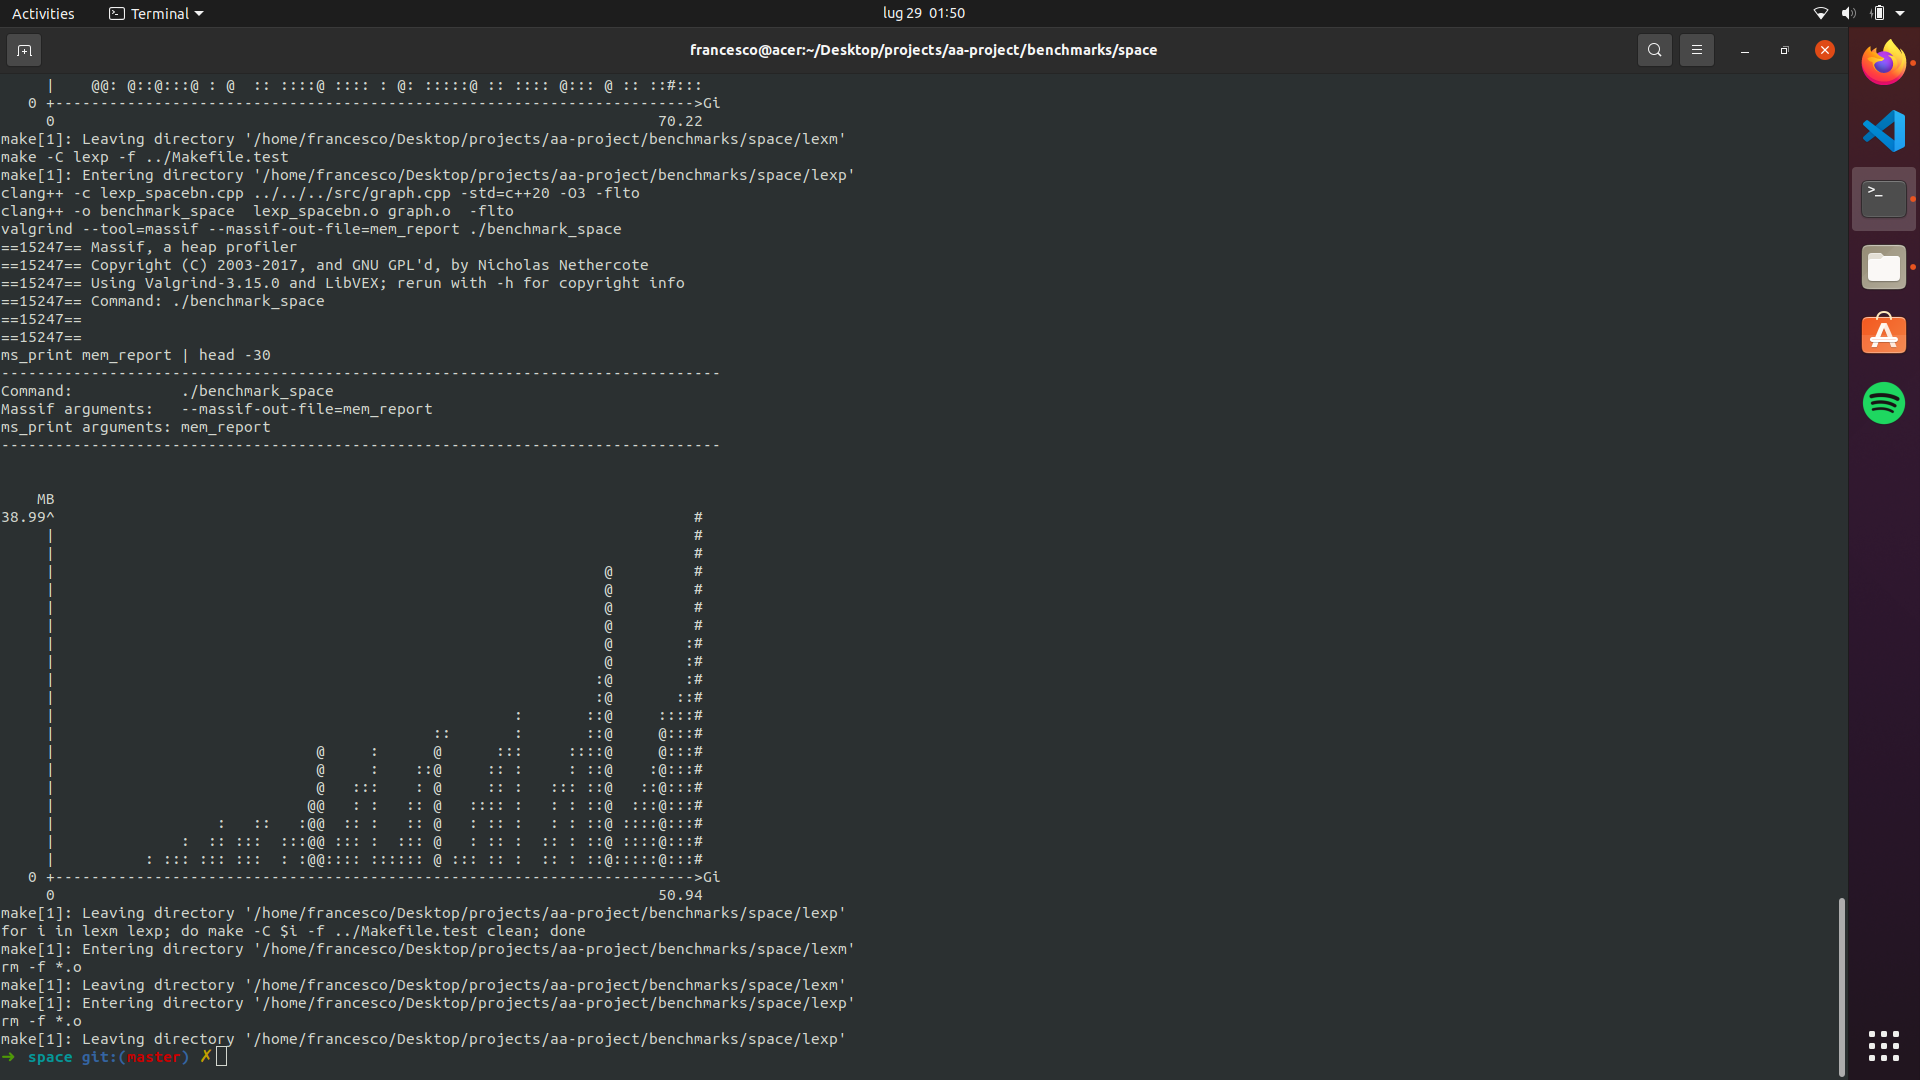 Activities Terminal lug 29 01:50
francesco@acer:~/Desktop/projects/aa-project/benchmarks/space
     |    @@: @::@:::@ : @  :: ::::@ :::: : @: :::::@ :: :::: @::: @ :: ::#:::
   0 +----------------------------------------------------------------------->Gi
     0                                                                   70.22
make[1]: Leaving directory '/home/francesco/Desktop/projects/aa-project/benchmarks/space/lexm'
make -C lexp -f ../Makefile.test
make[1]: Entering directory '/home/francesco/Desktop/projects/aa-project/benchmarks/space/lexp'
clang++ -c lexp_spacebn.cpp ../../../src/graph.cpp -std=c++20 -O3 -flto
clang++ -o benchmark_space  lexp_spacebn.o graph.o  -flto
valgrind --tool=massif --massif-out-file=mem_report ./benchmark_space
==15247== Massif, a heap profiler
==15247== Copyright (C) 2003-2017, and GNU GPL'd, by Nicholas Nethercote
==15247== Using Valgrind-3.15.0 and LibVEX; rerun with -h for copyright info
==15247== Command: ./benchmark_space
==15247==
==15247==
ms_print mem_report | head -30
--------------------------------------------------------------------------------
Command:            ./benchmark_space
Massif arguments:   --massif-out-file=mem_report
ms_print arguments: mem_report
--------------------------------------------------------------------------------
    MB
38.99^                                                                       #
     |                                                                       #
     |                                                                       #
     |                                                             @         #
     |                                                             @         #
     |                                                             @         #
     |                                                             @         #
     |                                                             @        :#
     |                                                             @        :#
     |                                                            :@        :#
     |                                                            :@       ::#
     |                                                   :       ::@     ::::#
     |                                          ::       :       ::@     @:::#
     |                             @     :      @      :::     ::::@     @:::#
     |                             @     :    ::@     :: :     : ::@    :@:::#
     |                             @   :::    : @     :: :   ::: ::@   ::@:::#
     |                            @@   : :   :: @   :::: :   : : ::@  :::@:::#
     |                  :   ::   :@@  :: :   :: @   : :: :   : : ::@ ::::@:::#
     |              :  :: :::  :::@@ ::: :  ::: @   : :: :  :: : ::@ ::::@:::#
     |          : ::: ::: :::  : :@@:::: :::::: @ ::: :: :  :: : ::@:::::@:::#
   0 +----------------------------------------------------------------------->Gi
     0                                                                   50.94
make[1]: Leaving directory '/home/francesco/Desktop/projects/aa-project/benchmarks/space/lexp'
for i in lexm lexp; do make -C $i -f ../Makefile.test clean; done
make[1]: Entering directory '/home/francesco/Desktop/projects/aa-project/benchmarks/space/lexm'
rm -f *.o
make[1]: Leaving directory '/home/francesco/Desktop/projects/aa-project/benchmarks/space/lexm'
make[1]: Entering directory '/home/francesco/Desktop/projects/aa-project/benchmarks/space/lexp'
rm -f *.o
make[1]: Leaving directory '/home/francesco/Desktop/projects/aa-project/benchmarks/space/lexp'
➜  space git:(master) ✗